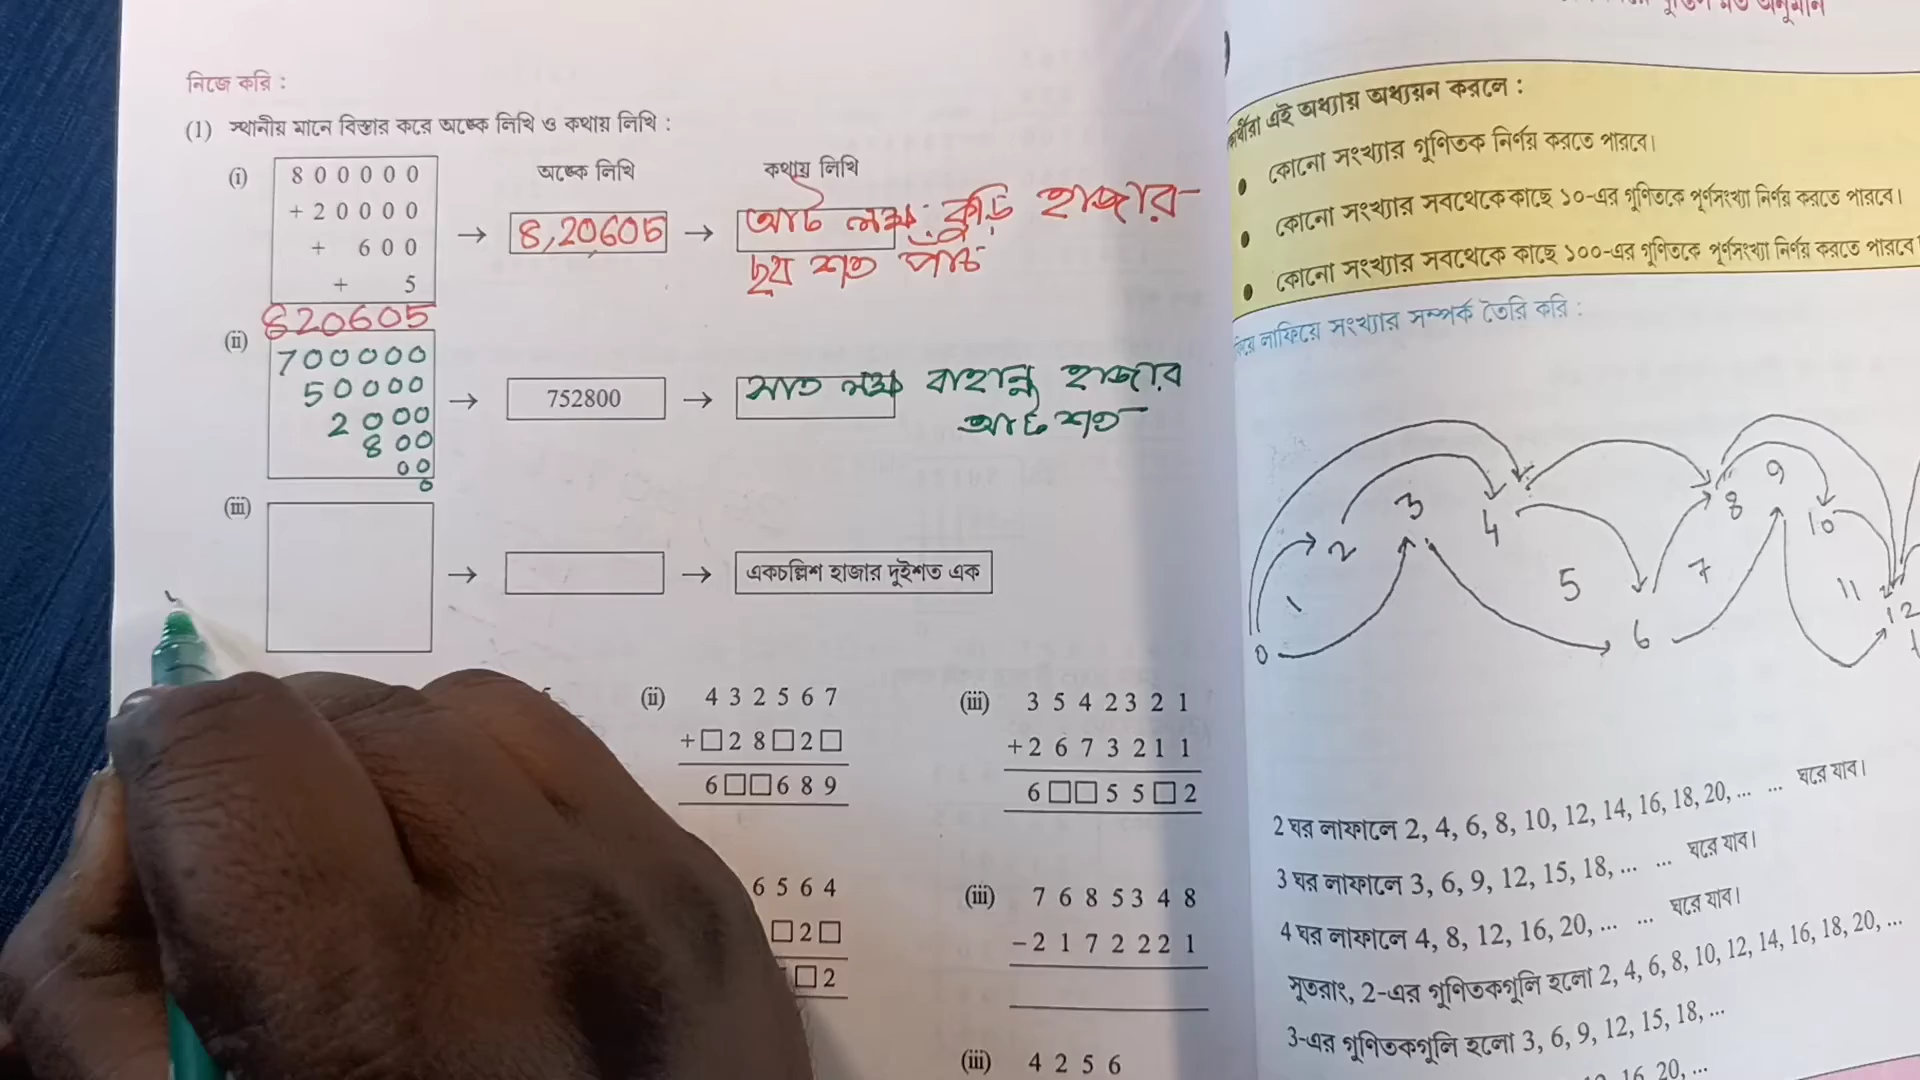 নিজে করি :
(1) স্থানীয় মানে বিস্তার করে অঙ্কে লিখি ও কথায় লিখি :
অঙ্কে লিখি
কথায় লিখি
(i)
800000
+20000
+ 600
+ 5
820605
→ 8,20605 →
আট লক্ষ কুড়ি হাজার
ছয় শত পাঁচ
(ii)
700000
50000
2000
800
00
0
→ 752800 →
সাত লক্ষ বাহান্ন হাজার
আট শত
(iii)
→ → একচল্লিশ হাজার দুইশত এক
(ii) 4 3 2 5 6 7
+□2 8□2□
6□□6 8 9
(iii) 3 5 4 2 3 2 1
+2 6 7 3 2 1 1
6□□5 5□2
6 5 6 4
□2□
□2
(iii) 7 6 8 5 3 4 8
−2 1 7 2 2 2 1
(iii) 4 2 5 6
এই অধ্যায় অধ্যয়ন করলে :
• কোনো সংখ্যার গুণিতক নির্ণয় করতে পারবে।
• কোনো সংখ্যার সবথেকে কাছে ১০-এর গুণিতকে পূর্ণসংখ্যা নির্ণয় করতে পারবে।
• কোনো সংখ্যার সবথেকে কাছে ১০০-এর গুণিতকে পূর্ণসংখ্যা নির্ণয় করতে পারবে
লাফিয়ে সংখ্যার সম্পর্ক তৈরি করি :
0 1 2 3 4 5 6 7 8 9 10 11 12
2 ঘর লাফালে 2, 4, 6, 8, 10, 12, 14, 16, 18, 20, ... ... ঘরে যাব।
3 ঘর লাফালে 3, 6, 9, 12, 15, 18, ... ... ঘরে যাব।
4 ঘর লাফালে 4, 8, 12, 16, 20, ... ... ঘরে যাব।
সুতরাং, 2-এর গুণিতকগুলি হলো 2, 4, 6, 8, 10, 12, 14, 16, 18, 20, ...
3-এর গুণিতকগুলি হলো 3, 6, 9, 12, 15, 18, ...
16, 20, ...